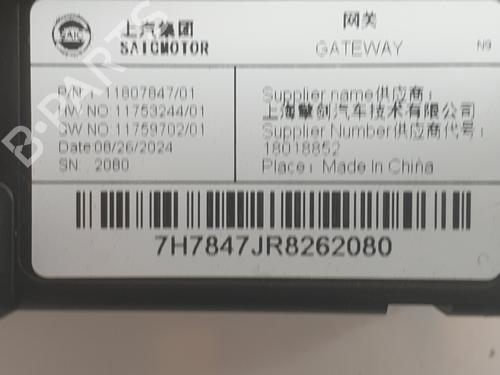 SAIC
上汽集团
SAICMOTOR
网关
GATEWAY
N9
P/N: 11807847/01
HW NO 11753244/01
SW NO 11759702/01
Date:08/26/2024
SN: 2080
Supplier name供应商：
上海擎剑汽车技术有限公司
Supplier Number供应商代号：
18018852
Place：Made in China
7H7847JR8262080
B-PARTS